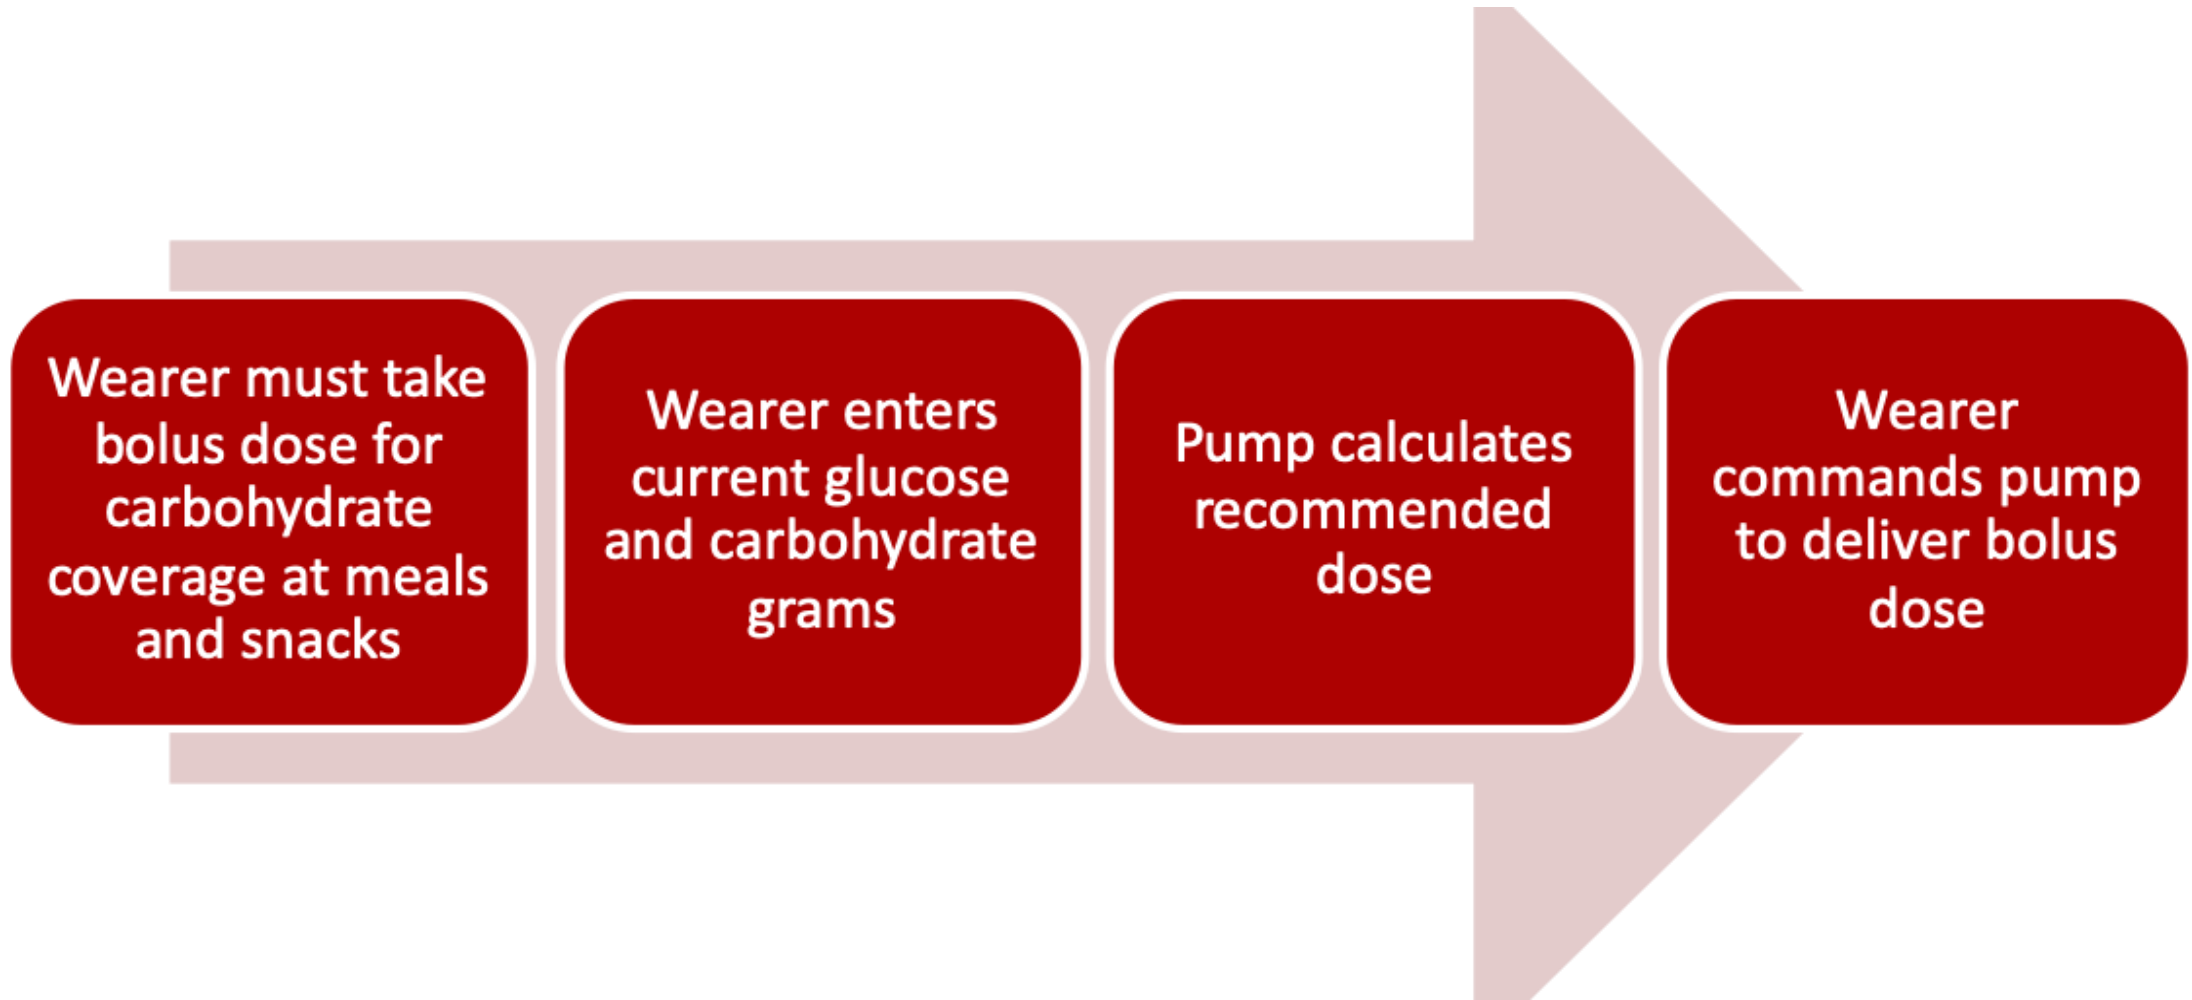 Wearer must take
bolus dose for
carbohydrate
coverage at meals
and snacks
Wearer enters
current glucose
and carbohydrate
grams
Pump calculates
recommended
dose
Wearer
commands pump
to deliver bolus
dose